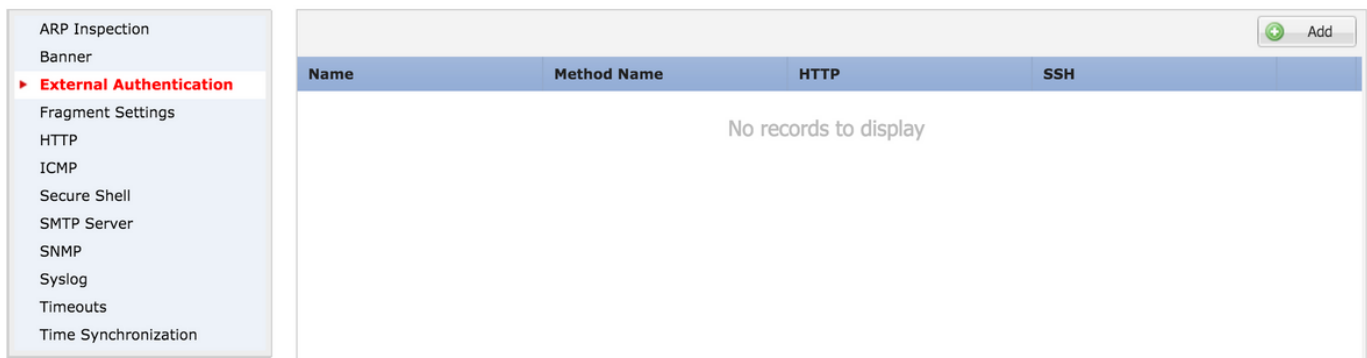 ARP Inspection
Banner
External Authentication
Fragment Settings
HTTP
ICMP
Secure Shell
SMTP Server
SNMP
Syslog
Timeouts
Time Synchronization
Add
Name Method Name HTTP SSH
No records to display